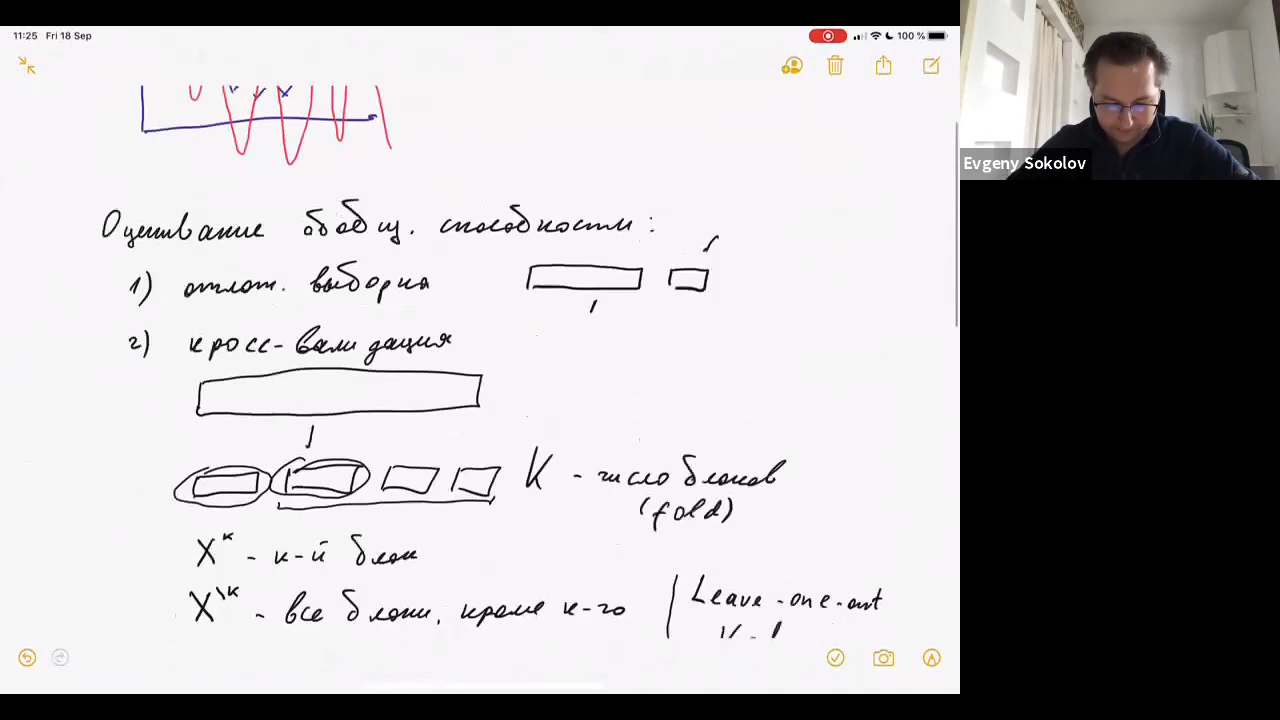 11:25 Fri 18 Sep
100 %
Evgeny Sokolov
Оценивание обобщ. способности:
1) отлож. выборка
2) кросс-валидация
K - число блоков
(fold)
X^к - к-й блок
X^\к - все блоки, кроме к-го
Leave-one-out